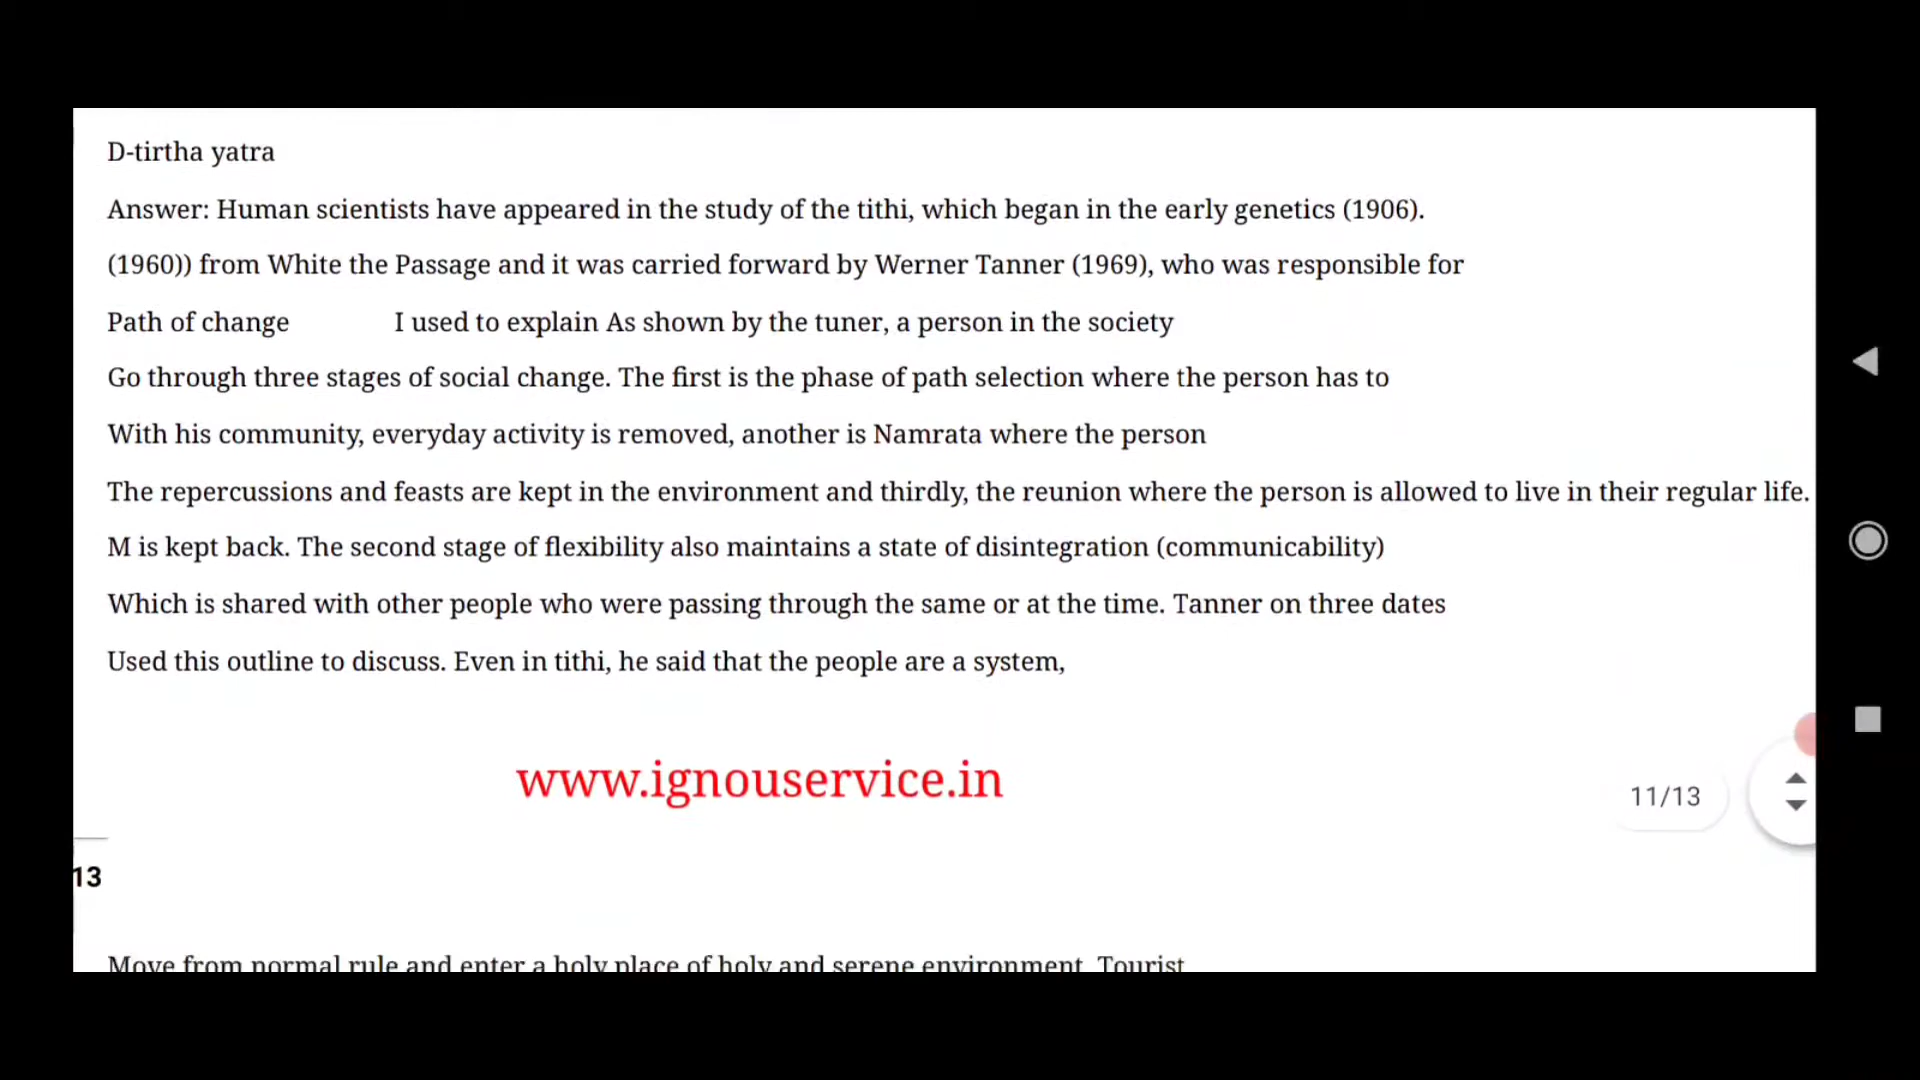 D-tirtha yatra
Answer: Human scientists have appeared in the study of the tithi, which began in the early genetics (1906).
(1960)) from White the Passage and it was carried forward by Werner Tanner (1969), who was responsible for
Path of change I used to explain As shown by the tuner, a person in the society
Go through three stages of social change. The first is the phase of path selection where the person has to
With his community, everyday activity is removed, another is Namrata where the person
The repercussions and feasts are kept in the environment and thirdly, the reunion where the person is allowed to live in their regular life.
M is kept back. The second stage of flexibility also maintains a state of disintegration (communicability)
Which is shared with other people who were passing through the same or at the time. Tanner on three dates
Used this outline to discuss. Even in tithi, he said that the people are a system,
www.ignouservice.in
11/13
13
Move from normal rule and enter a holy place of holy and serene environment. Tourist